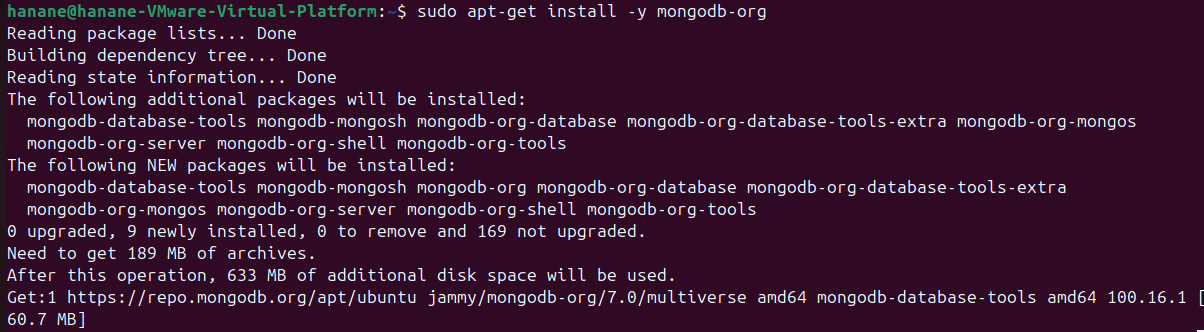 hanane@hanane-VMware-Virtual-Platform:~$ sudo apt-get install -y mongodb-org
Reading package lists... Done
Building dependency tree... Done
Reading state information... Done
The following additional packages will be installed:
  mongodb-database-tools mongodb-mongosh mongodb-org-database mongodb-org-database-tools-extra mongodb-org-mongos
  mongodb-org-server mongodb-org-shell mongodb-org-tools
The following NEW packages will be installed:
  mongodb-database-tools mongodb-mongosh mongodb-org mongodb-org-database mongodb-org-database-tools-extra
  mongodb-org-mongos mongodb-org-server mongodb-org-shell mongodb-org-tools
0 upgraded, 9 newly installed, 0 to remove and 169 not upgraded.
Need to get 189 MB of archives.
After this operation, 633 MB of additional disk space will be used.
Get:1 https://repo.mongodb.org/apt/ubuntu jammy/mongodb-org/7.0/multiverse amd64 mongodb-database-tools amd64 100.16.1 [
60.7 MB]